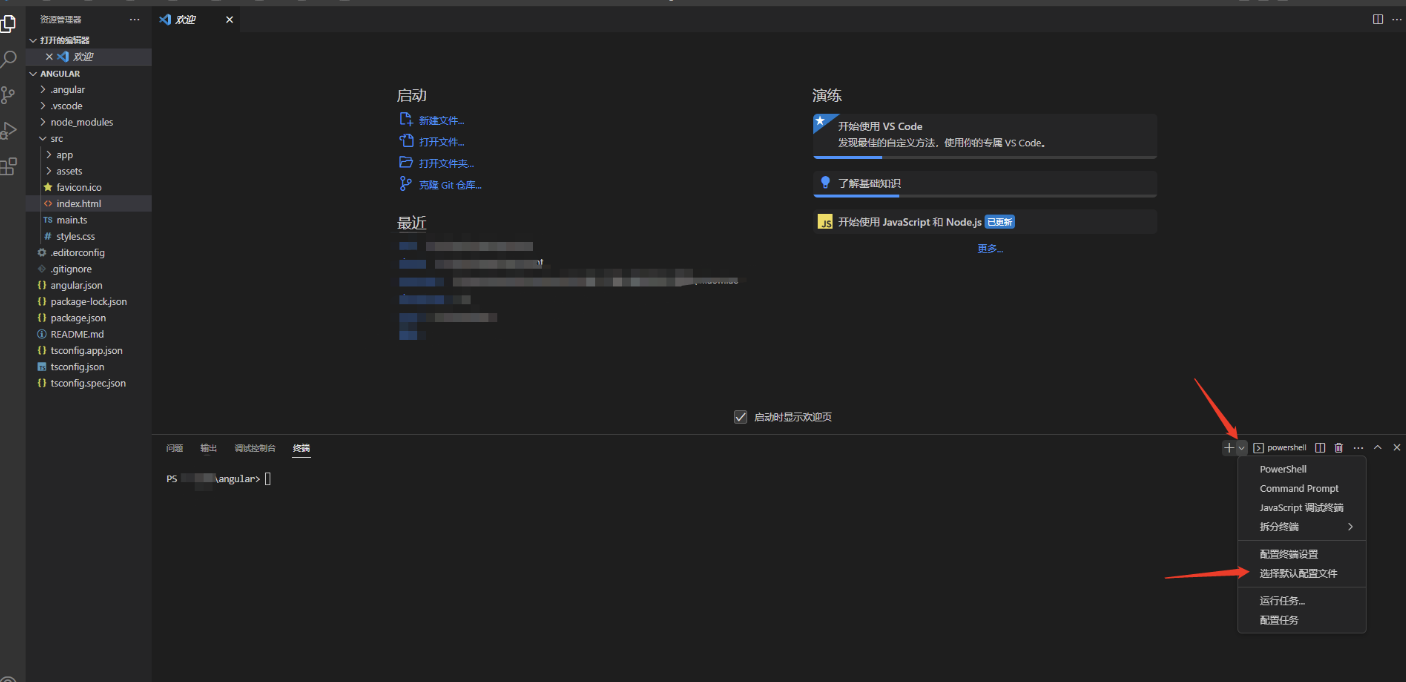 资源管理器
打开的编辑器
欢迎
ANGULAR
.angular
.vscode
node_modules
src
app
assets
favicon.ico
index.html
TS main.ts
# styles.css
.editorconfig
.gitignore
{} angular.json
{} package-lock.json
{} package.json
README.md
{} tsconfig.app.json
tsconfig.json
{} tsconfig.spec.json
欢迎
启动
新建文件...
打开文件...
打开文件夹...
克隆 Git 仓库...
最近
演练
开始使用 VS Code
发现最佳的自定义方法，使用你的专属 VS Code。
了解基础知识
JS 开始使用 JavaScript 和 Node.js 已更新
更多...
启动时显示欢迎页
问题 输出 调试控制台 终端
powershell
PS \angular>
PowerShell
Command Prompt
JavaScript 调试终端
拆分终端
配置终端设置
选择默认配置文件
运行任务...
配置任务